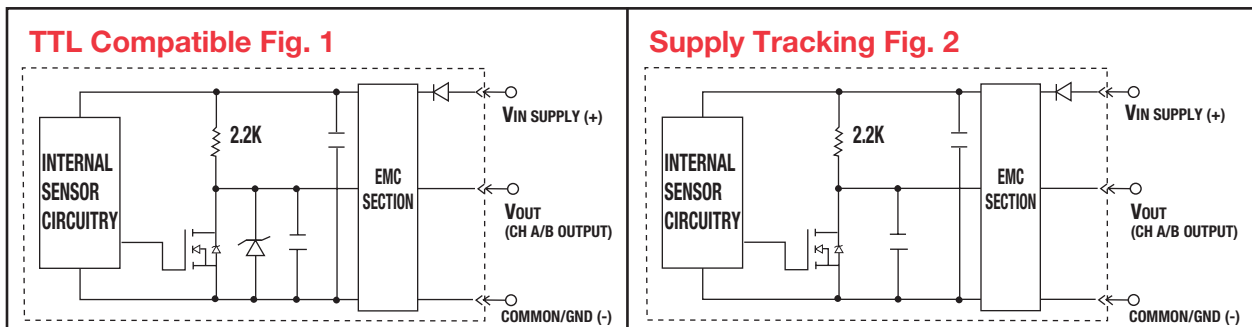 TTL Compatible Fig. 1
VIN SUPPLY (+)
2.2K
INTERNAL
SENSOR
CIRCUITRY
EMC
SECTION
VOUT
(CH A/B OUTPUT)
COMMON/GND (-)
Supply Tracking Fig. 2
VIN SUPPLY (+)
2.2K
INTERNAL
SENSOR
CIRCUITRY
EMC
SECTION
VOUT
(CH A/B OUTPUT)
COMMON/GND (-)